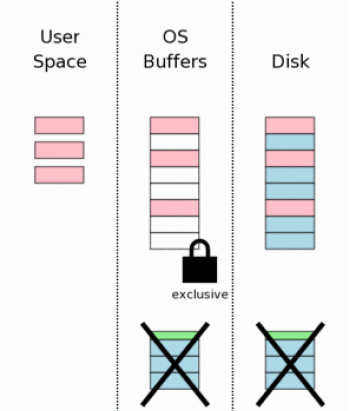 User
Space
OS
Buffers
Disk
exclusive